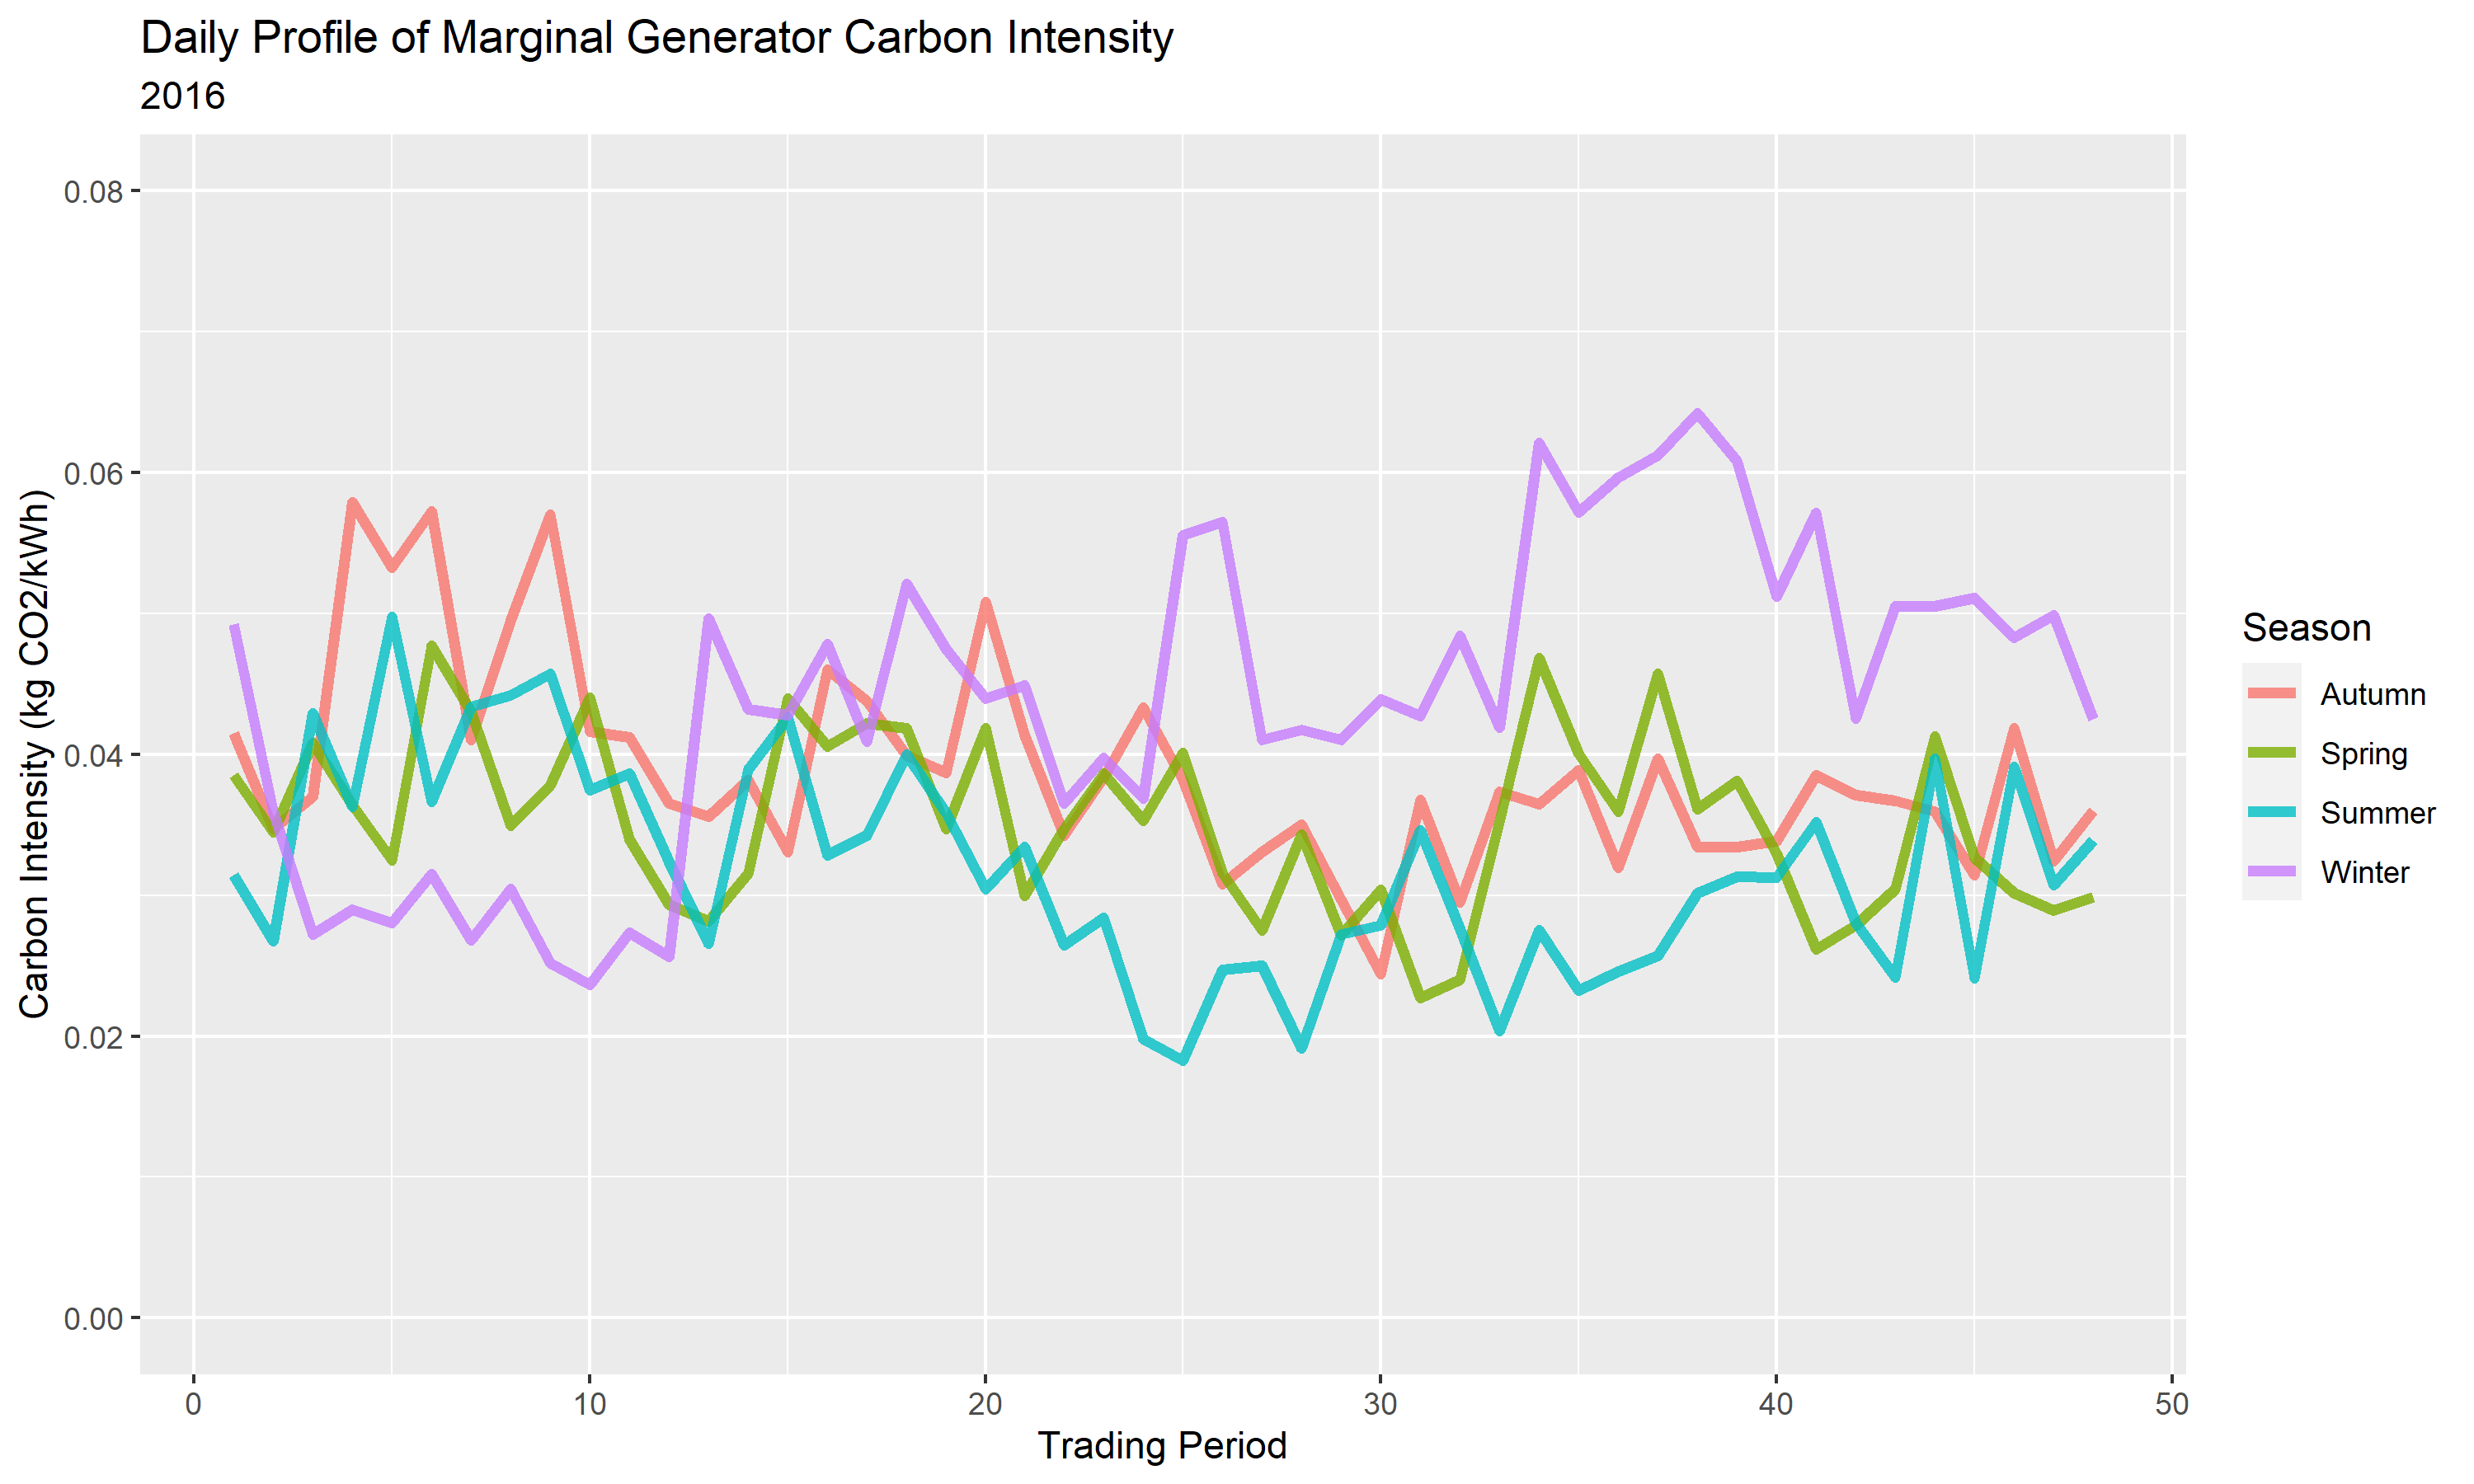 Daily Profile of Marginal Generator Carbon Intensity
2016
Carbon Intensity (kg CO2/kWh)
0.08
0.06
0.04
0.02
0.00
0
10
20
30
40
50
Trading Period
Season
Autumn
Spring
Summer
Winter